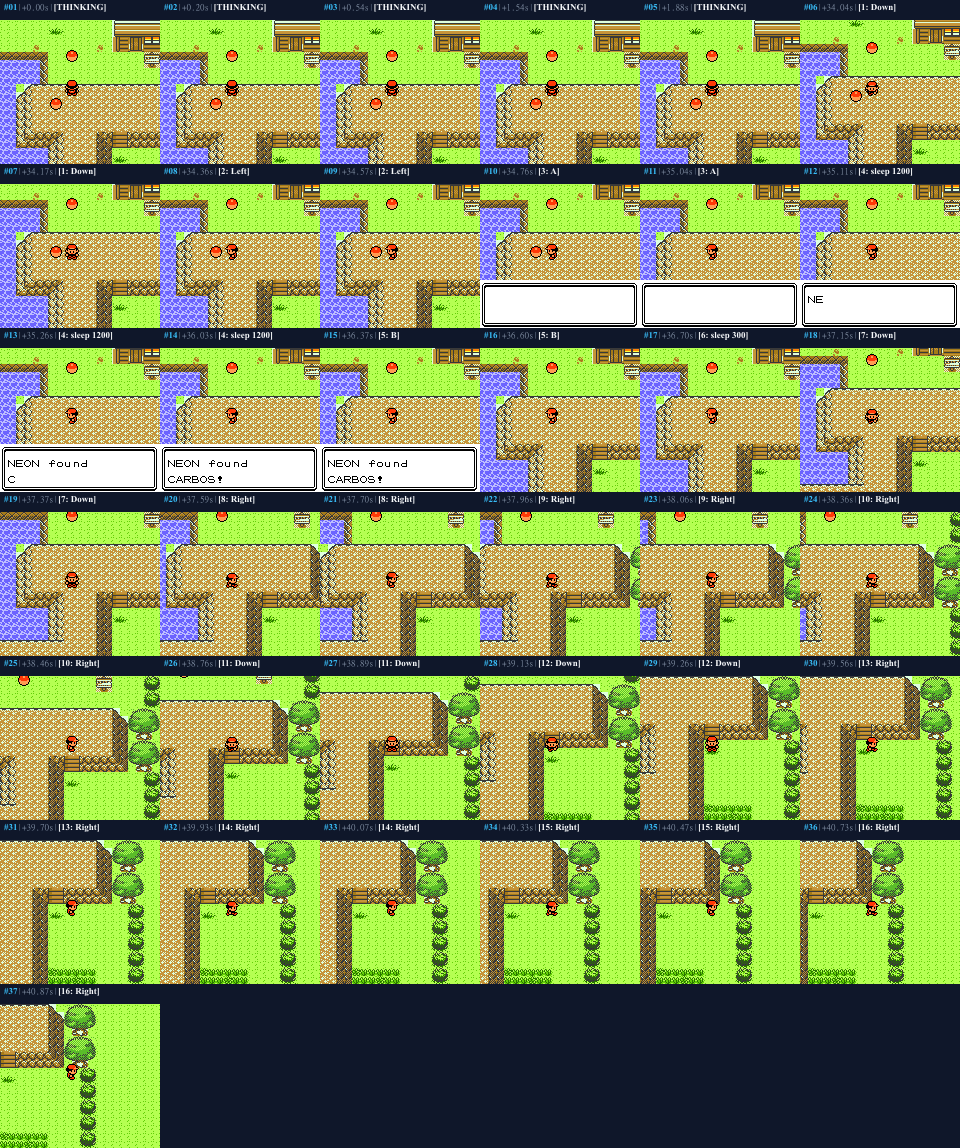 #01|+0.00s|[THINKING]
#02|+0.20s|[THINKING]
#03|+0.54s|[THINKING]
#04|+1.54s|[THINKING]
#05|+1.88s|[THINKING]
#06|+34.04s|[1: Down]
#07|+34.17s|[1: Down]
#08|+34.36s|[2: Left]
#09|+34.57s|[2: Left]
#10|+34.76s|[3: A]
#11|+35.04s|[3: A]
#12|+35.11s|[4: sleep 1200]
NE
#13|+35.26s|[4: sleep 1200]
#14|+36.03s|[4: sleep 1200]
#15|+36.37s|[5: B]
#16|+36.60s|[5: B]
#17|+36.70s|[6: sleep 300]
#18|+37.15s|[7: Down]
NEON found
C
NEON found
CARBOS!
NEON found
CARBOS!
#19|+37.37s|[7: Down]
#20|+37.59s|[8: Right]
#21|+37.70s|[8: Right]
#22|+37.96s|[9: Right]
#23|+38.06s|[9: Right]
#24|+38.36s|[10: Right]
#25|+38.46s|[10: Right]
#26|+38.76s|[11: Down]
#27|+38.89s|[11: Down]
#28|+39.13s|[12: Down]
#29|+39.26s|[12: Down]
#30|+39.56s|[13: Right]
#31|+39.70s|[13: Right]
#32|+39.93s|[14: Right]
#33|+40.07s|[14: Right]
#34|+40.33s|[15: Right]
#35|+40.47s|[15: Right]
#36|+40.73s|[16: Right]
#37|+40.87s|[16: Right]